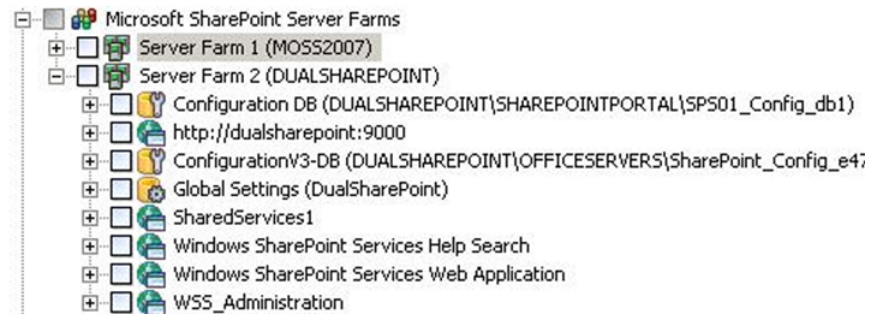 Microsoft SharePoint Server Farms
Server Farm 1 (MOSS2007)
Server Farm 2 (DUALSHAREPOINT)
Configuration DB (DUALSHAREPOINT\SHAREPOINTPORTAL\SPS01_Config_db1)
http://dualsharepoint:9000
ConfigurationV3-DB (DUALSHAREPOINT\OFFICESERVERS\SharePoint_Config_e47
Global Settings (DualSharePoint)
SharedServices1
Windows SharePoint Services Help Search
Windows SharePoint Services Web Application
WSS_Administration